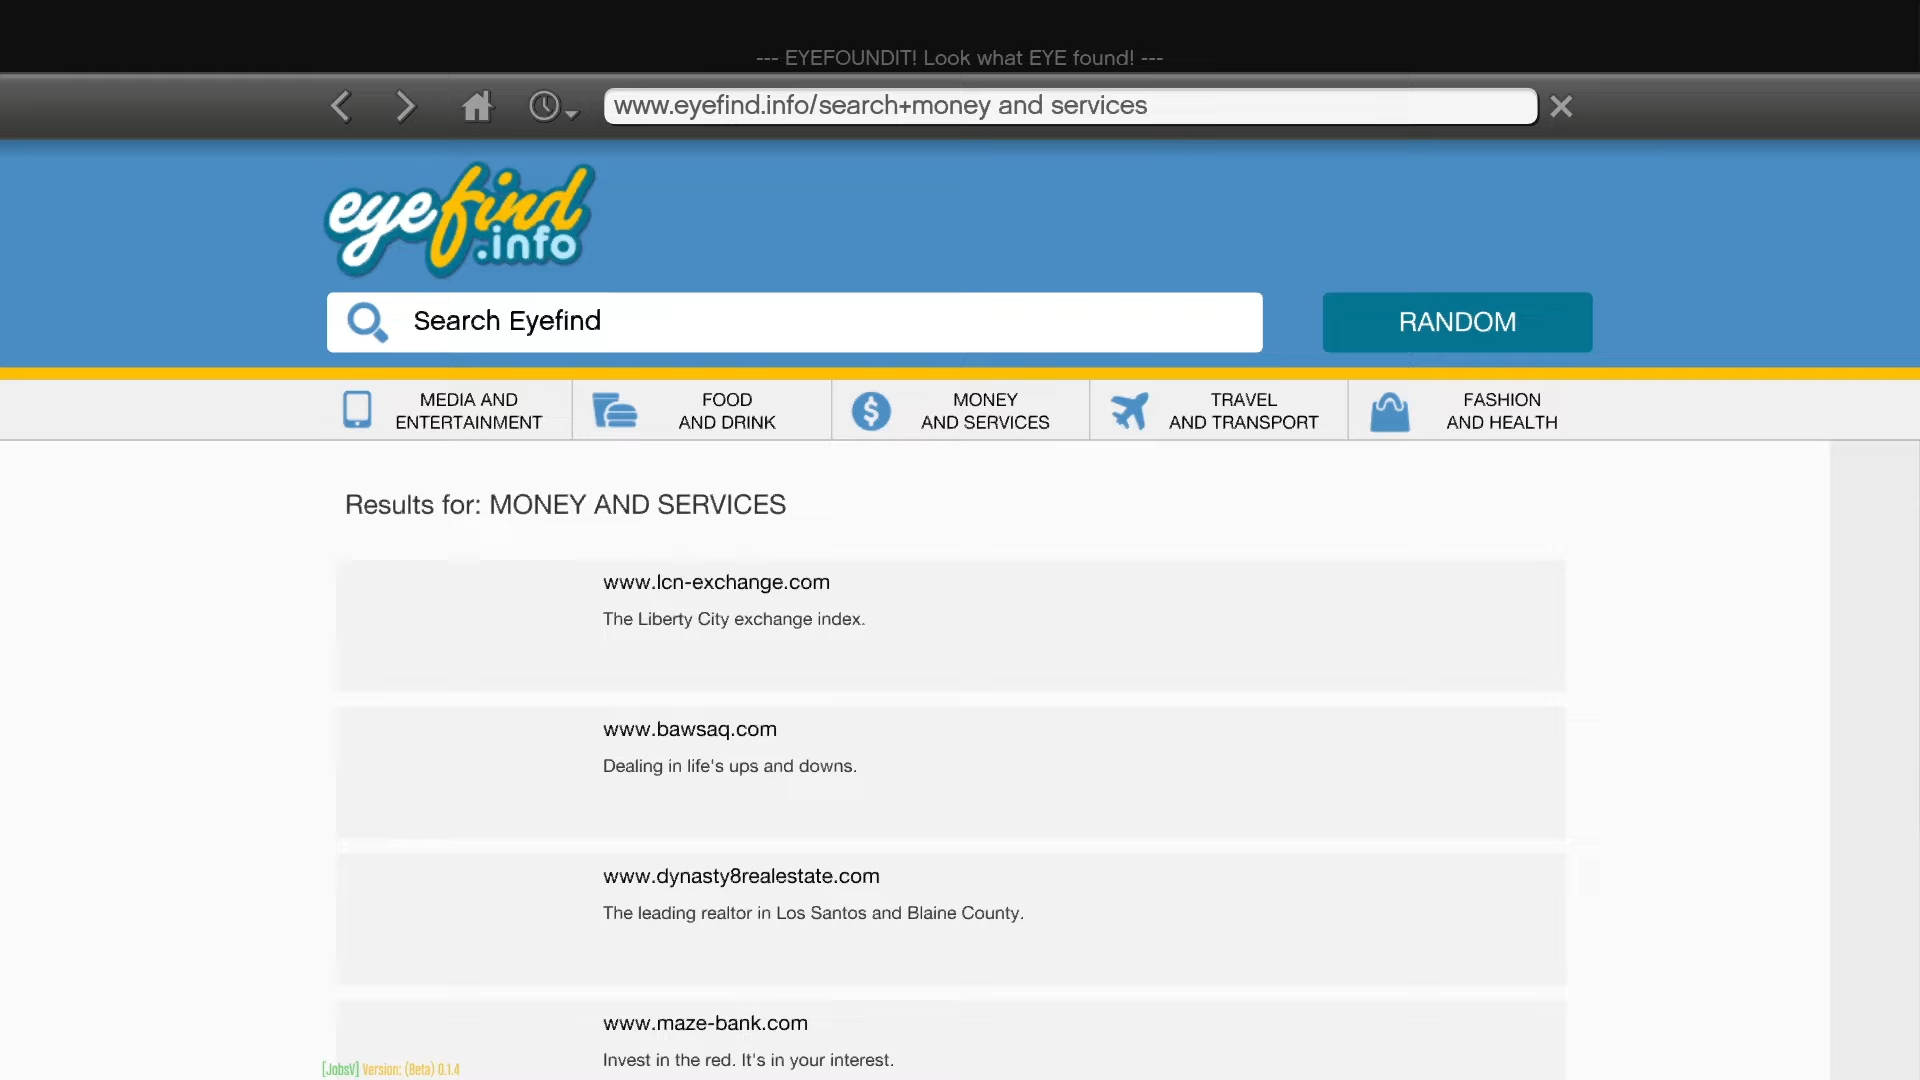 --- EYEFOUNDIT! Look what EYE found! ---
www.eyefind.info/search+money and services
eyefind
.info
Search Eyefind
RANDOM
MEDIA AND
ENTERTAINMENT
FOOD
AND DRINK
MONEY
AND SERVICES
TRAVEL
AND TRANSPORT
FASHION
AND HEALTH
Results for: MONEY AND SERVICES
www.lcn-exchange.com
The Liberty City exchange index.
www.bawsaq.com
Dealing in life's ups and downs.
www.dynasty8realestate.com
The leading realtor in Los Santos and Blaine County.
www.maze-bank.com
Invest in the red. It's in your interest.
[JobsV] Version: (Beta) 0.1.4